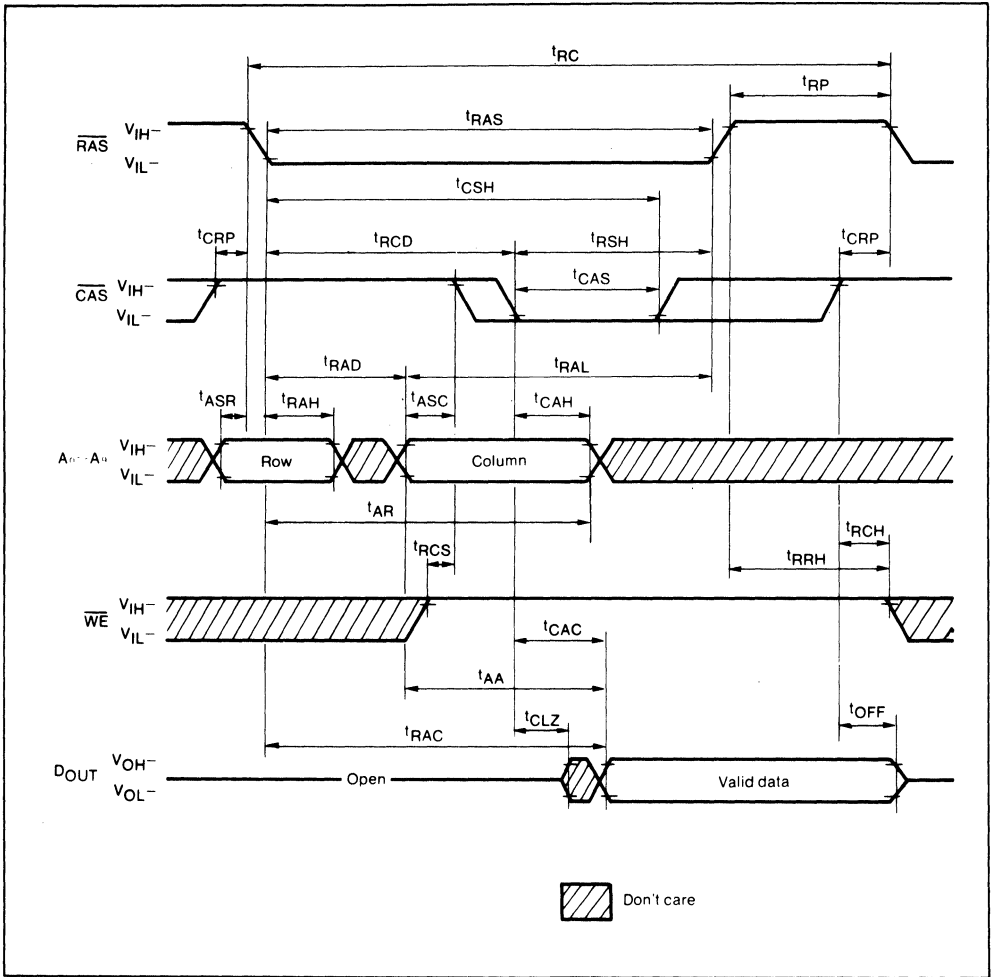 tRC
tRP
tRAS
RAS VIH–
VIL–
tCSH
tCRP tRCD tRSH tCRP
CAS VIH–
VIL–
tCAS
tRAD tRAL
tASR tRAH tASC tCAH
VIH–
VIL–
Row Column
tAR
tRCS tRCH
tRRH
WE VIH–
VIL–
tCAC
tAA
tCLZ tOFF
tRAC
DOUT VOH–
VOL–
Open Valid data
Don't care